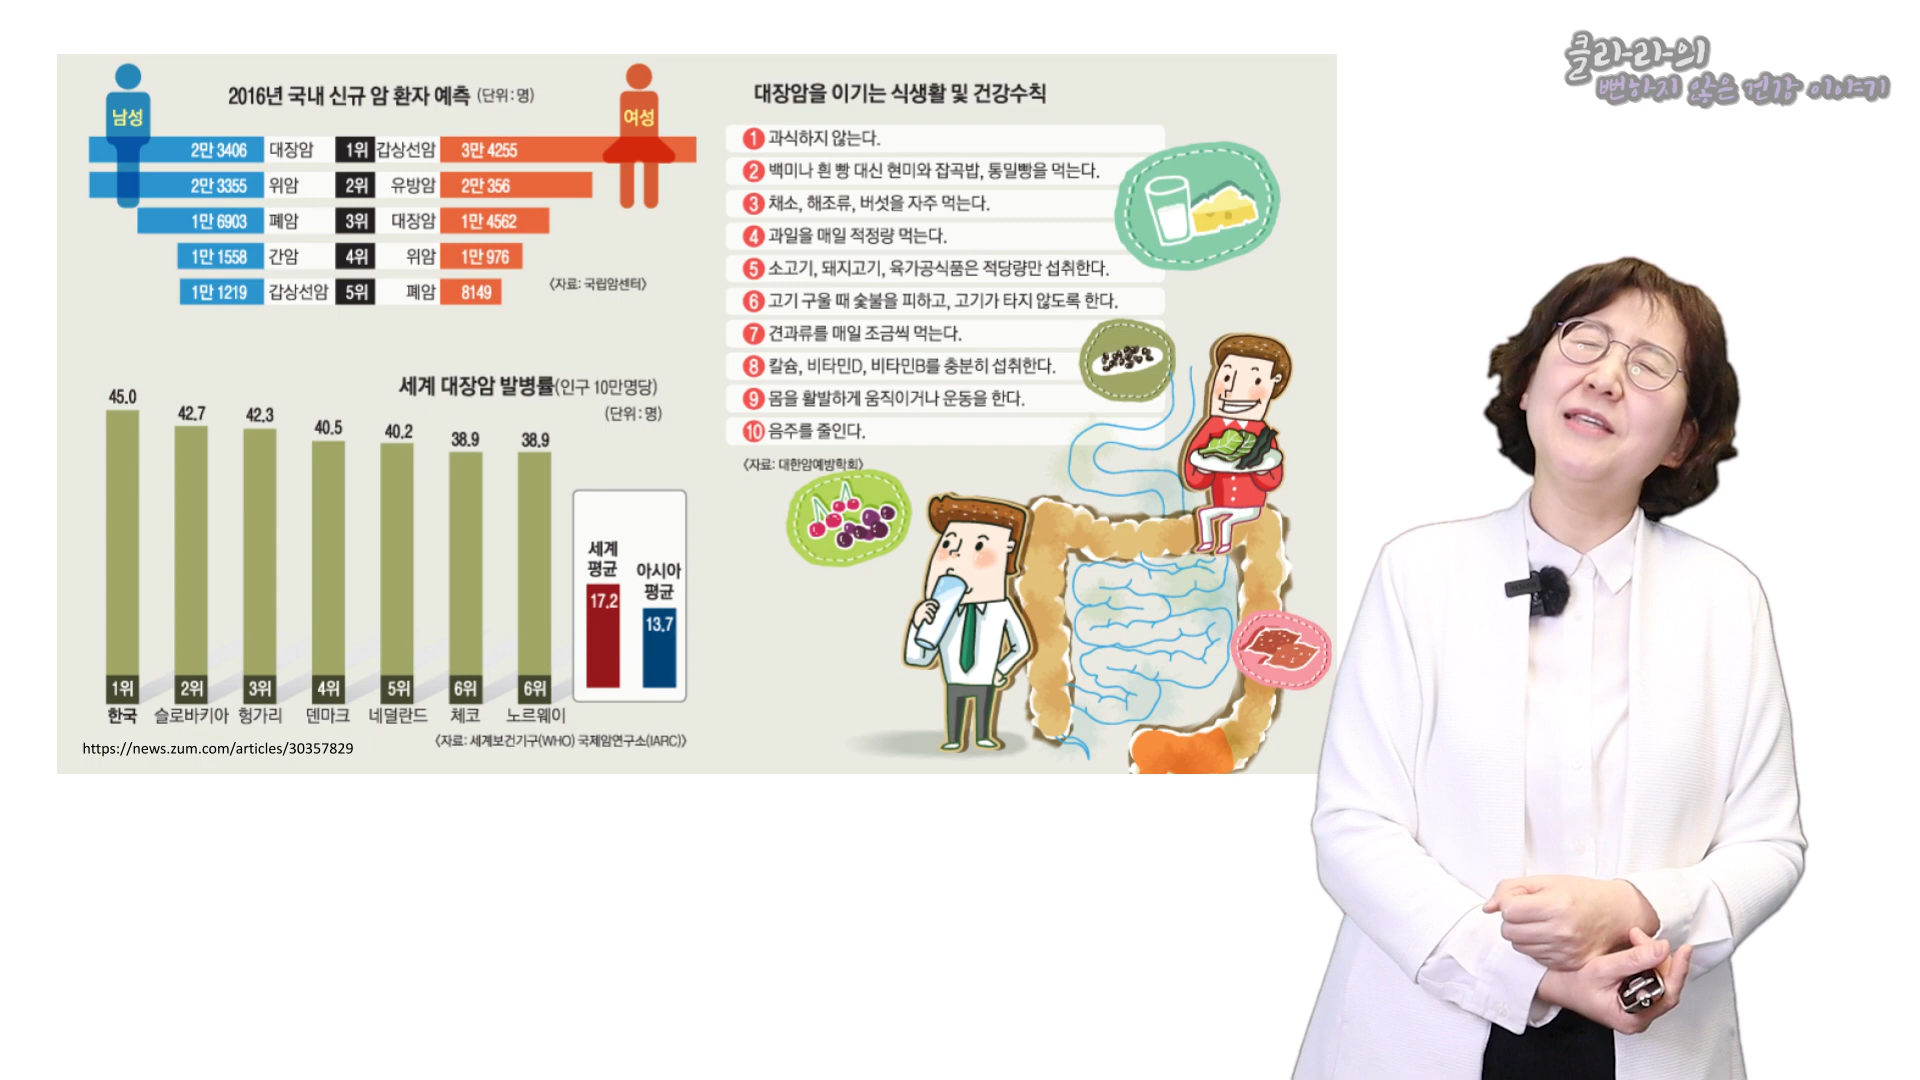 클라라의
뻔하지 않은 건강 이야기
2016년 국내 신규 암 환자 예측 (단위:명)
남성
여성
2만 3406 대장암 1위 갑상선암 3만 4255
2만 3355 위암 2위 유방암 2만 356
1만 6903 폐암 3위 대장암 1만 4562
1만 1558 간암 4위 위암 1만 976
1만 1219 갑상선암 5위 폐암 8149
〈자료: 국립암센터〉
세계 대장암 발병률(인구 10만명당)
(단위:명)
45.0 42.7 42.3 40.5 40.2 38.9 38.9
세계 평균
17.2
아시아 평균
13.7
1위 2위 3위 4위 5위 6위 6위
한국 슬로바키아 헝가리 덴마크 네덜란드 체코 노르웨이
〈자료: 세계보건기구(WHO) 국제암연구소(IARC)〉
https://news.zum.com/articles/30357829
대장암을 이기는 식생활 및 건강수칙
1 과식하지 않는다.
2 백미나 흰 빵 대신 현미와 잡곡밥, 통밀빵을 먹는다.
3 채소, 해조류, 버섯을 자주 먹는다.
4 과일을 매일 적정량 먹는다.
5 소고기, 돼지고기, 육가공식품은 적당량만 섭취한다.
6 고기 구울 때 숯불을 피하고, 고기가 타지 않도록 한다.
7 견과류를 매일 조금씩 먹는다.
8 칼슘, 비타민D, 비타민B를 충분히 섭취한다.
9 몸을 활발하게 움직이거나 운동을 한다.
10 음주를 줄인다.
〈자료: 대한암예방학회〉